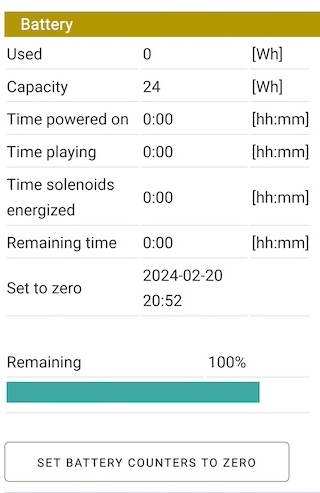 Battery
Used 0 [Wh]
Capacity 24 [Wh]
Time powered on 0:00 [hh:mm]
Time playing 0:00 [hh:mm]
Time solenoids energized 0:00 [hh:mm]
Remaining time 0:00 [hh:mm]
Set to zero 2024-02-20 20:52
Remaining 100%
SET BATTERY COUNTERS TO ZERO